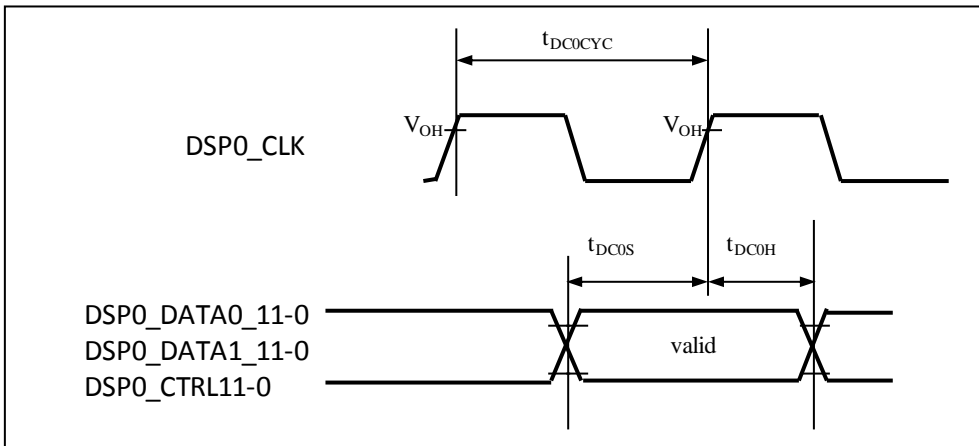 tDC0CYC
VOH
VOH
DSP0_CLK
tDC0S
tDC0H
DSP0_DATA0_11-0
DSP0_DATA1_11-0
valid
DSP0_CTRL11-0